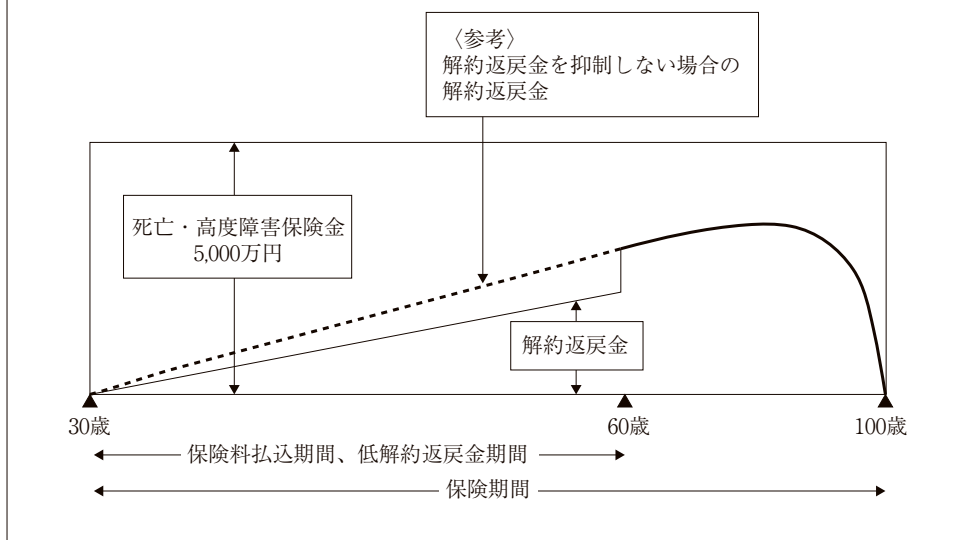 〈参考〉
解約返戻金を抑制しない場合の
解約返戻金
死亡・高度障害保険金
5,000万円
解約返戻金
30歳
60歳
100歳
保険料払込期間、低解約返戻金期間
保険期間